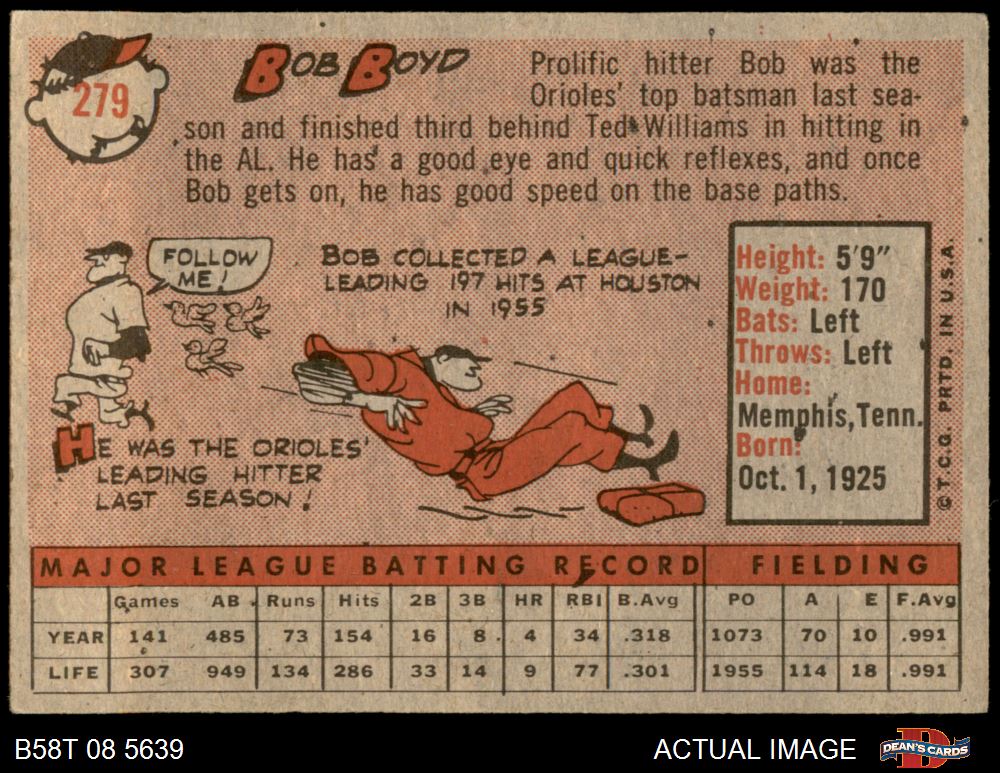 279
BOB BOYD
Prolific hitter Bob was the
Orioles' top batsman last sea-
son and finished third behind Ted Williams in hitting in
the AL. He has a good eye and quick reflexes, and once
Bob gets on, he has good speed on the base paths.
FOLLOW
ME!
BOB COLLECTED A LEAGUE-
LEADING 197 HITS AT HOUSTON
IN 1955
HE WAS THE ORIOLES'
LEADING HITTER
LAST SEASON!
Height: 5'9"
Weight: 170
Bats: Left
Throws: Left
Home:
Memphis, Tenn.
Born:
Oct. 1, 1925
© T.C.G. PRTD. IN U.S.A.
MAJOR LEAGUE BATTING RECORD FIELDING
Games AB Runs Hits 2B 3B HR RBI B.Avg PO A E F.Avg
YEAR 141 485 73 154 16 8 4 34 .318 1073 70 10 .991
LIFE 307 949 134 286 33 14 9 77 .301 1955 114 18 .991
B58T 08 5639 ACTUAL IMAGE DEAN'S CARDS